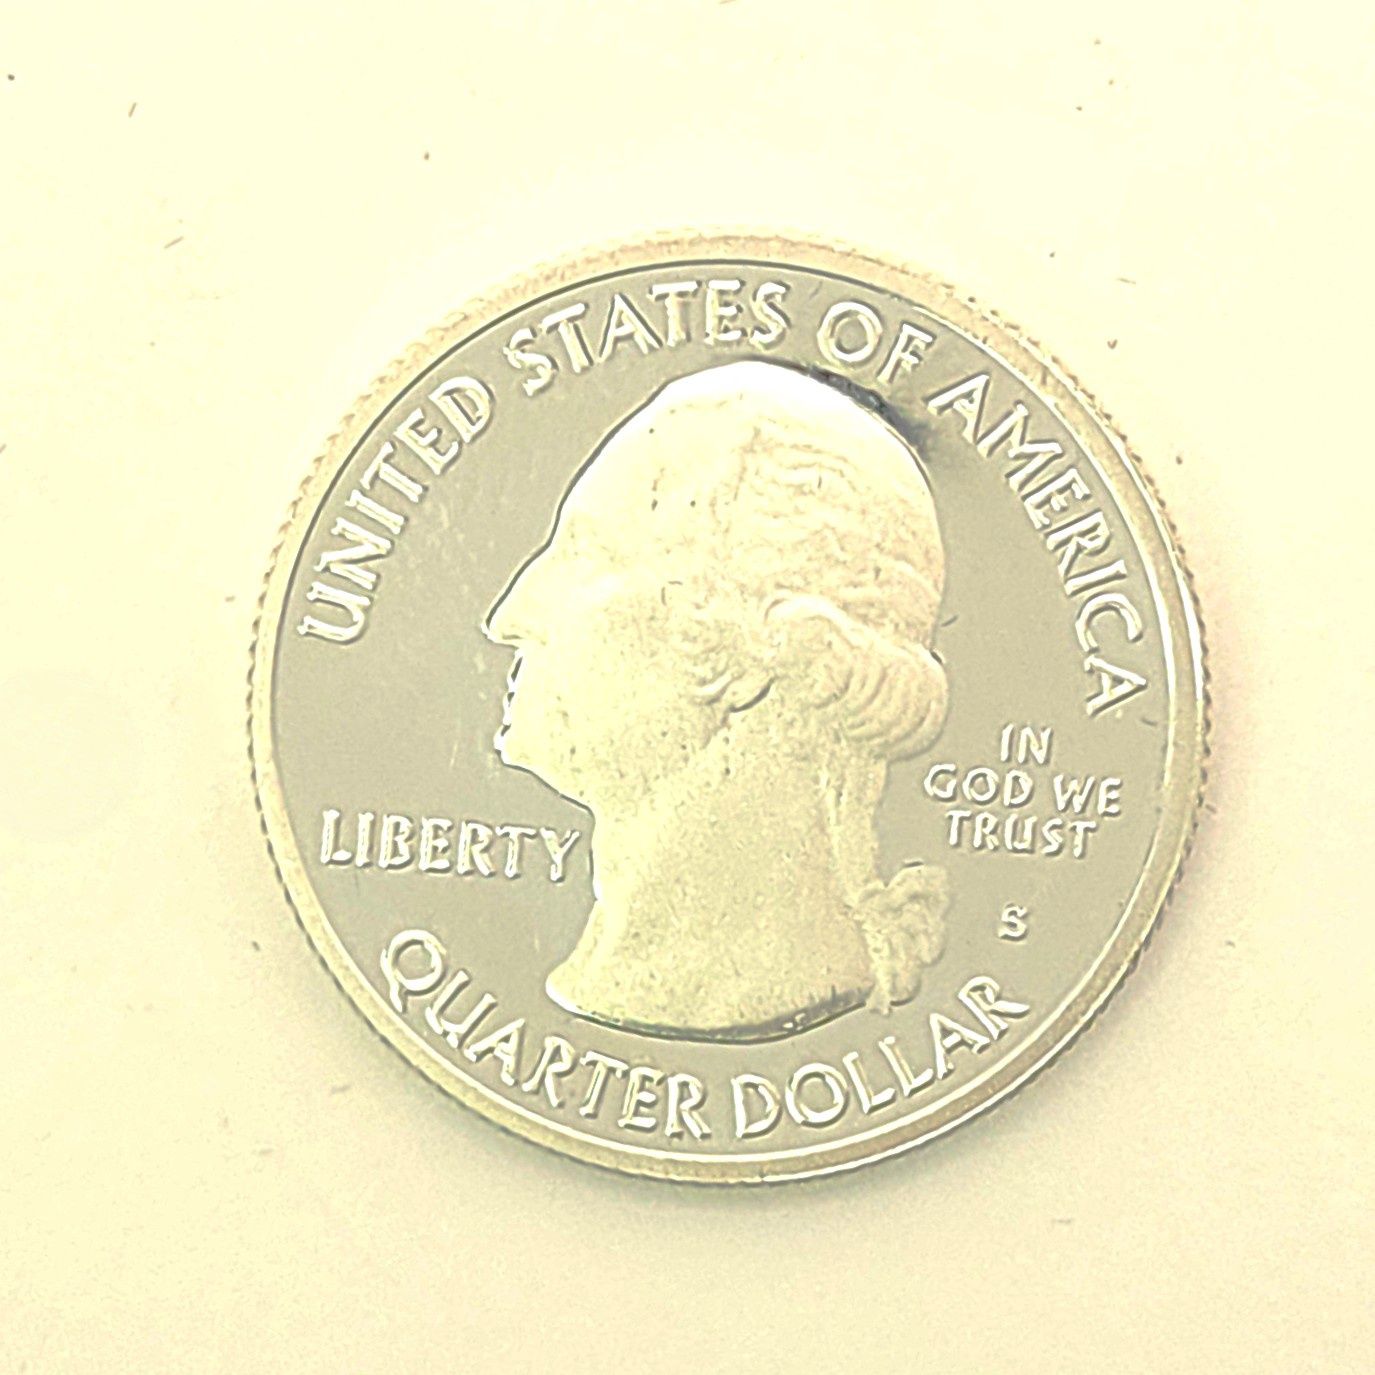 UNITED STATES OF AMERICA
LIBERTY
IN
GOD WE
TRUST
S
QUARTER DOLLAR